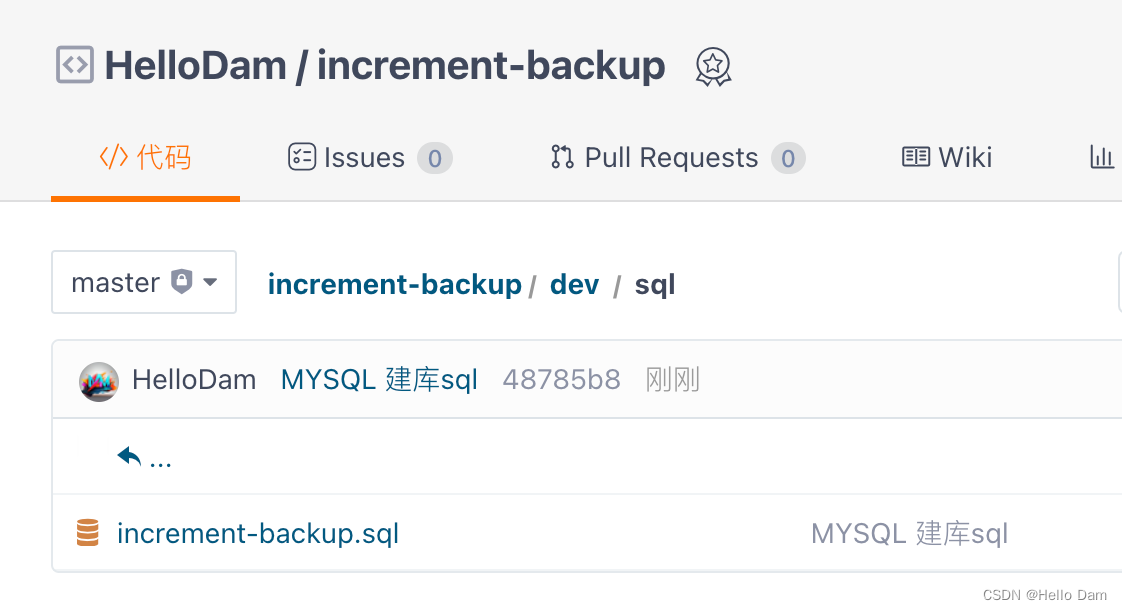 HelloDam / increment-backup
代码 Issues 0 Pull Requests 0 Wiki
master increment-backup / dev / sql
HelloDam MYSQL 建库sql 48785b8 刚刚
...
increment-backup.sql MYSQL 建库sql
CSDN @Hello Dam